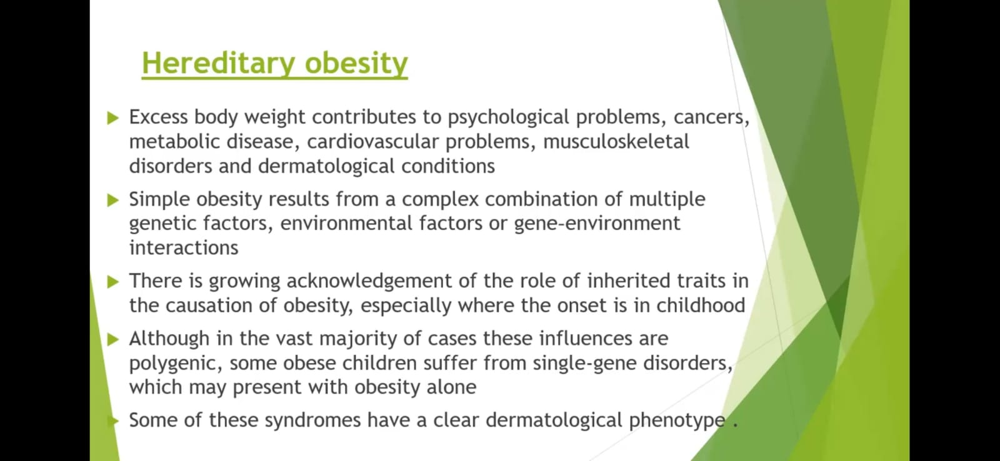 Hereditary obesity
Excess body weight contributes to psychological problems, cancers,
metabolic disease, cardiovascular problems, musculoskeletal
disorders and dermatological conditions
Simple obesity results from a complex combination of multiple
genetic factors, environmental factors or gene-environment
interactions
There is growing acknowledgement of the role of inherited traits in
the causation of obesity, especially where the onset is in childhood
Although in the vast majority of cases these influences are
polygenic, some obese children suffer from single-gene disorders,
which may present with obesity alone
Some of these syndromes have a clear dermatological phenotype .